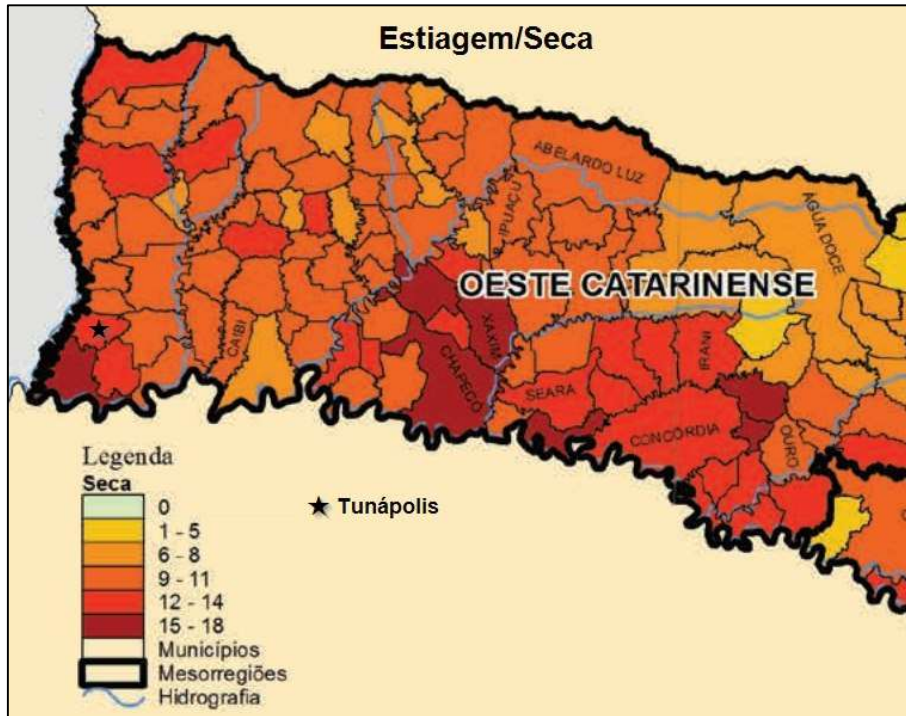 Estiagem/Seca
ABELARDO LUZ
IPUAÇU
ÁGUA DOCE
OESTE CATARINENSE
XAXIM
CAIBI
CHAPECÓ
IRANI
SEARA
CONCÓRDIA
OURO
Legenda
Seca
0
1 - 5
6 - 8
9 - 11
12 - 14
15 - 18
Municípios
Mesorregiões
Hidrografia
Tunápolis